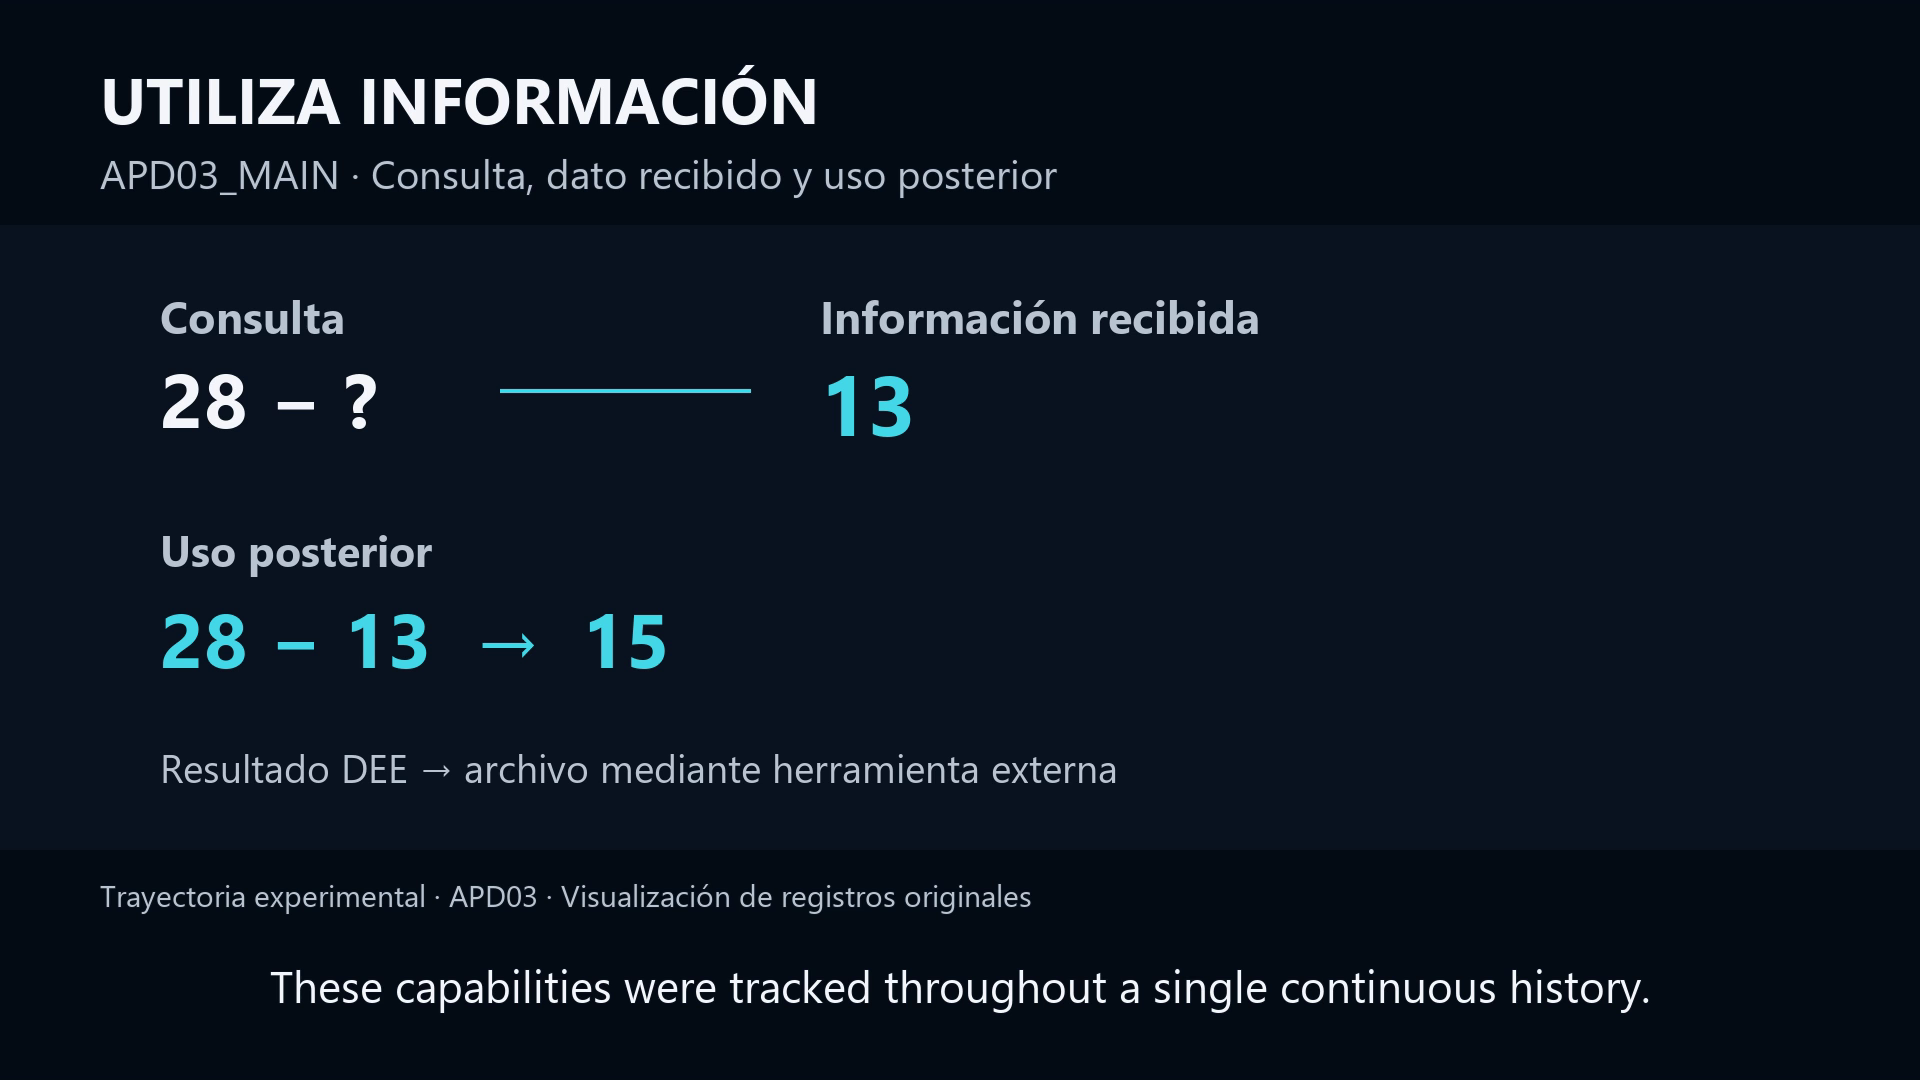 UTILIZA INFORMACIÓN
APD03_MAIN · Consulta, dato recibido y uso posterior
Consulta
28 – ?
Información recibida
13
Uso posterior
28 – 13 → 15
Resultado DEE → archivo mediante herramienta externa
Trayectoria experimental · APD03 · Visualización de registros originales
These capabilities were tracked throughout a single continuous history.